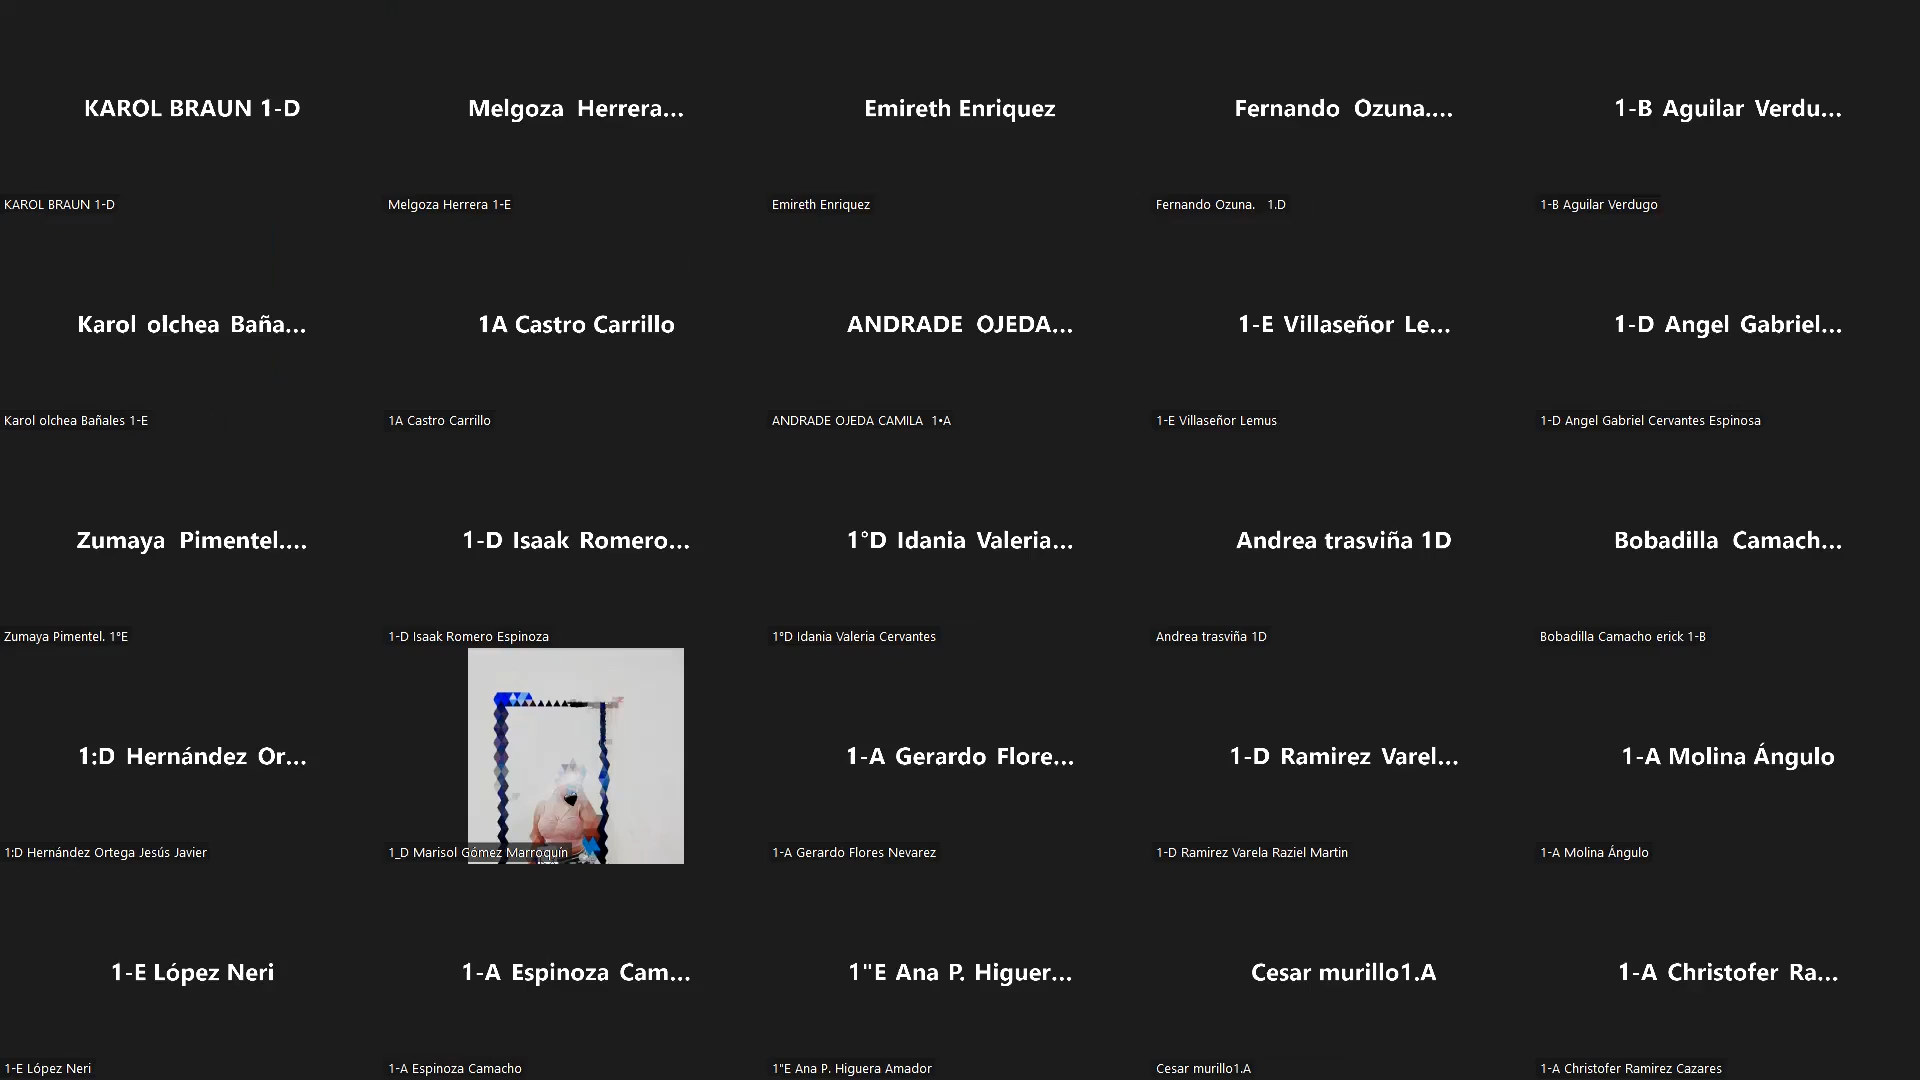 KAROL BRAUN 1-D
Melgoza Herrera...
Emireth Enriquez
Fernando Ozuna....
1-B Aguilar Verdu...
KAROL BRAUN 1-D
Melgoza Herrera 1-E
Emireth Enriquez
Fernando Ozuna. 1.D
1-B Aguilar Verdugo
Karol olchea Baña...
1A Castro Carrillo
ANDRADE OJEDA...
1-E Villaseñor Le...
1-D Angel Gabriel...
Karol olchea Bañales 1-E
1A Castro Carrillo
ANDRADE OJEDA CAMILA 1•A
1-E Villaseñor Lemus
1-D Angel Gabriel Cervantes Espinosa
Zumaya Pimentel....
1-D Isaak Romero...
1°D Idania Valeria...
Andrea trasviña 1D
Bobadilla Camach...
Zumaya Pimentel. 1°E
1-D Isaak Romero Espinoza
1°D Idania Valeria Cervantes
Andrea trasviña 1D
Bobadilla Camacho erick 1-B
1:D Hernández Or...
1-A Gerardo Flore...
1-D Ramirez Varel...
1-A Molina Ángulo
1:D Hernández Ortega Jesús Javier
1_D Marisol Gómez Marroquín
1-A Gerardo Flores Nevarez
1-D Ramirez Varela Raziel Martin
1-A Molina Ángulo
1-E López Neri
1-A Espinoza Cam...
1"E Ana P. Higuer...
Cesar murillo1.A
1-A Christofer Ra...
1-E López Neri
1-A Espinoza Camacho
1"E Ana P. Higuera Amador
Cesar murillo1.A
1-A Christofer Ramirez Cazares